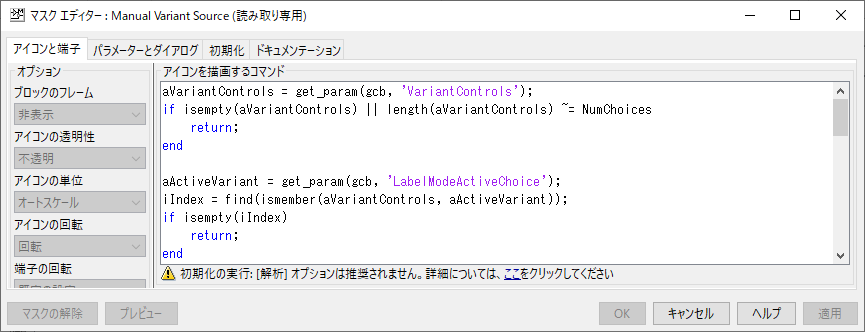 マスク エディター : Manual Variant Source (読み取り専用)
アイコンと端子 パラメーターとダイアログ 初期化 ドキュメンテーション
オプション
ブロックのフレーム
非表示
アイコンの透明性
不透明
アイコンの単位
オートスケール
アイコンの回転
回転
端子の回転
アイコンを描画するコマンド
aVariantControls = get_param(gcb, 'VariantControls');
if isempty(aVariantControls) || length(aVariantControls) ~= NumChoices
return;
end
aActiveVariant = get_param(gcb, 'LabelModeActiveChoice');
iIndex = find(ismember(aVariantControls, aActiveVariant));
if isempty(iIndex)
return;
end
初期化の実行: [解析] オプションは推奨されません。詳細については、ここをクリックしてください
マスクの解除 プレビュー OK キャンセル ヘルプ 適用